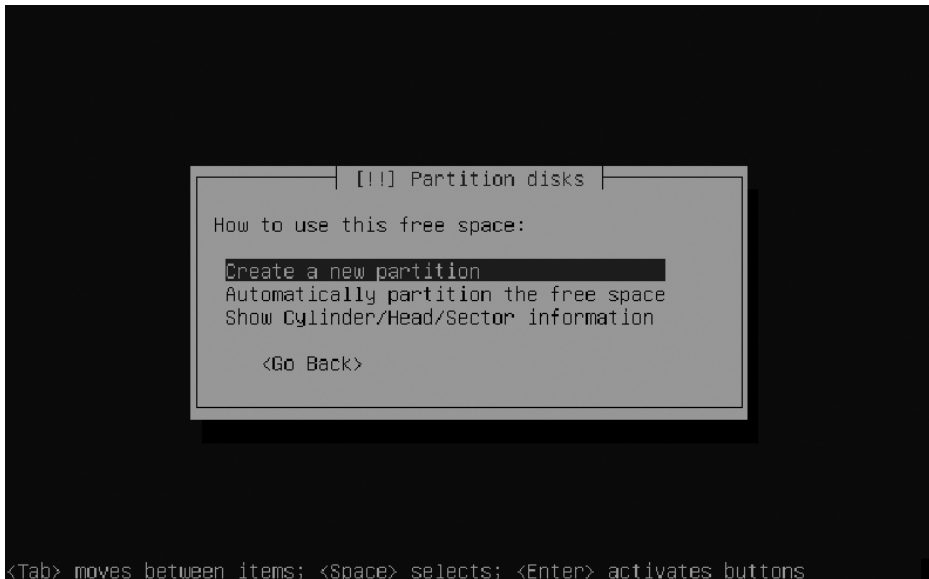 [!!] Partition disks
How to use this free space:
Create a new partition
Automatically partition the free space
Show Cylinder/Head/Sector information
<Go Back>
<Tab> moves between items; <Space> selects; <Enter> activates buttons